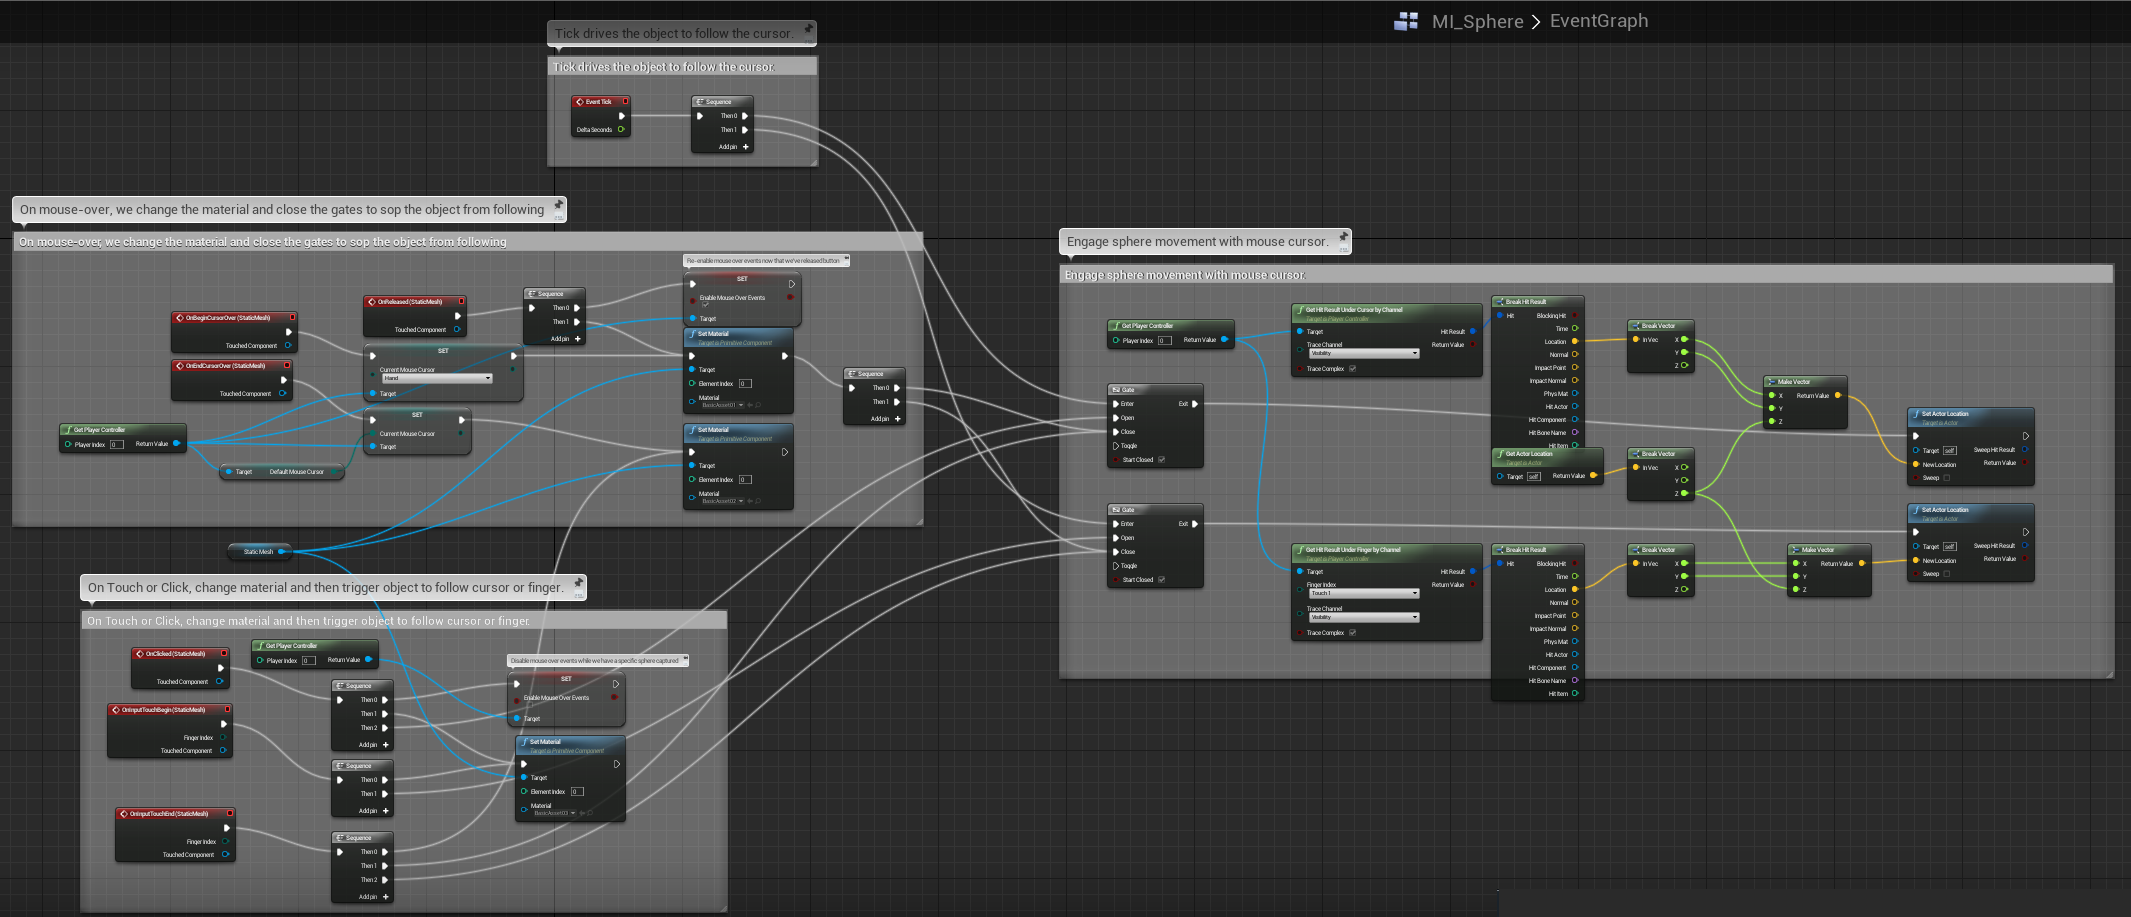 MI_Sphere > EventGraph
Tick drives the object to follow the cursor.
Tick drives the object to follow the cursor.
Event Tick
Delta Seconds
Sequence
Then 0
Then 1
Add pin +
On mouse-over, we change the material and close the gates to sop the object from following
On mouse-over, we change the material and close the gates to sop the object from following
OnBeginCursorOver (StaticMesh)
Touched Component
OnEndCursorOver (StaticMesh)
Touched Component
Get Player Controller
Player Index 0 Return Value
OnReleased (StaticMesh)
Touched Component
SET
Current Mouse Cursor
Hand
Target
SET
Current Mouse Cursor
Target
Target Default Mouse Cursor
Sequence
Then 0
Then 1
Add pin +
Re-enable mouse over events now that we've released button
SET
Enable Mouse Over Events
Target
Set Material
Target is Primitive Component
Target
Element Index 0
Material
BasicAsset01
Set Material
Target is Primitive Component
Target
Element Index 0
Material
BasicAsset02
Sequence
Then 0
Then 1
Add pin +
Static Mesh
On Touch or Click, change material and then trigger object to follow cursor or finger.
On Touch or Click, change material and then trigger object to follow cursor or finger.
OnClicked (StaticMesh)
Touched Component
Get Player Controller
Player Index 0 Return Value
OnInputTouchBegin (StaticMesh)
Finger Index
Touched Component
OnInputTouchEnd (StaticMesh)
Finger Index
Touched Component
Sequence
Then 0
Then 1
Then 2
Add pin +
Sequence
Then 0
Then 1
Add pin +
Sequence
Then 0
Then 1
Then 2
Add pin +
Disable mouse over events while we have a specific sphere captured
SET
Enable Mouse Over Events
Target
Set Material
Target is Primitive Component
Target
Element Index 0
Material
BasicAsset03
Engage sphere movement with mouse cursor.
Engage sphere movement with mouse cursor.
Get Player Controller
Player Index 0 Return Value
Gate
Enter Exit
Open
Close
Toggle
Start Closed
Gate
Enter Exit
Open
Close
Toggle
Start Closed
Get Hit Result Under Cursor by Channel
Target is Player Controller
Target Hit Result
Trace Channel Return Value
Visibility
Trace Complex
Break Hit Result
Hit Blocking Hit
Time
Location
Normal
Impact Point
Impact Normal
Phys Mat
Hit Actor
Hit Component
Hit Bone Name
Hit Item
Get Actor Location
Target is Actor
Target self Return Value
Break Vector
In Vec X
Y
Z
Break Vector
In Vec X
Y
Z
Make Vector
X Return Value
Y
Z
Set Actor Location
Target is Actor
Target self Sweep Hit Result
New Location Return Value
Sweep
Get Hit Result Under Finger by Channel
Target is Player Controller
Target Hit Result
Finger Index Return Value
Touch 1
Trace Channel
Visibility
Trace Complex
Break Hit Result
Hit Blocking Hit
Time
Location
Normal
Impact Point
Impact Normal
Phys Mat
Hit Actor
Hit Component
Hit Bone Name
Hit Item
Break Vector
In Vec X
Y
Z
Make Vector
X Return Value
Y
Z
Set Actor Location
Target is Actor
Target self Sweep Hit Result
New Location Return Value
Sweep